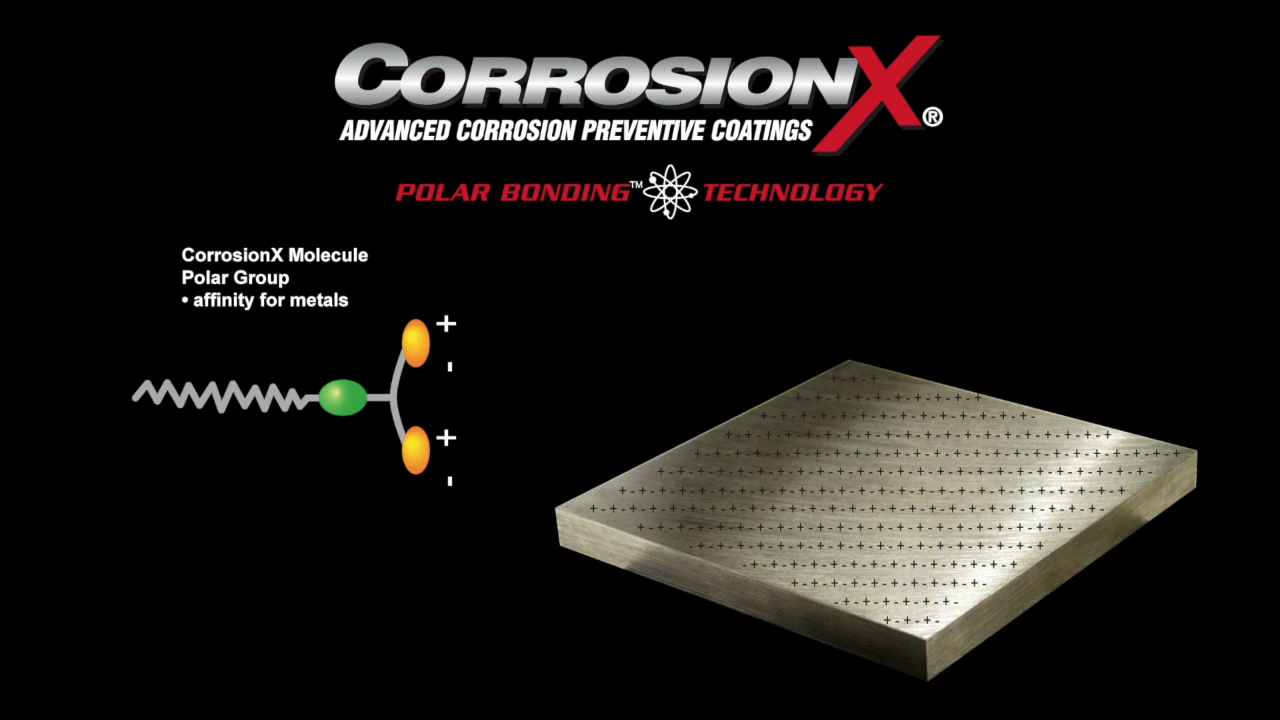 CORROSIONX®
ADVANCED CORROSION PREVENTIVE COATINGS
POLAR BONDING™ TECHNOLOGY
CorrosionX Molecule
Polar Group
• affinity for metals
+
-
+
-